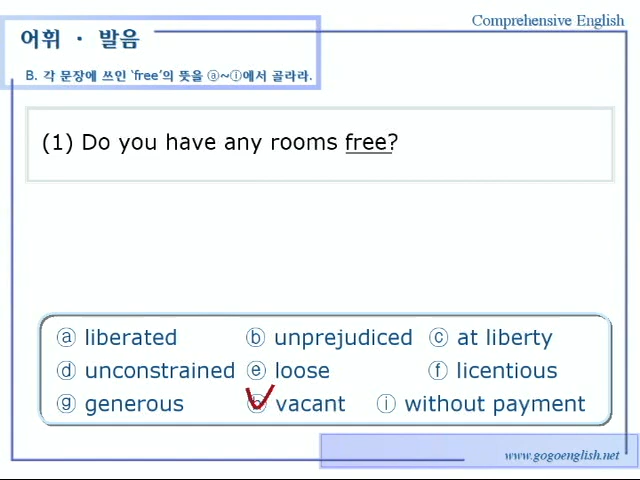 Comprehensive English
어휘 · 발음
B. 각 문장에 쓰인 'free'의 뜻을 ⓐ~ⓘ에서 골라라.
(1) Do you have any rooms free?
ⓐ liberated ⓑ unprejudiced ⓒ at liberty
ⓓ unconstrained ⓔ loose ⓕ licentious
ⓖ generous ⓗ vacant ⓘ without payment
www.gogoenglish.net